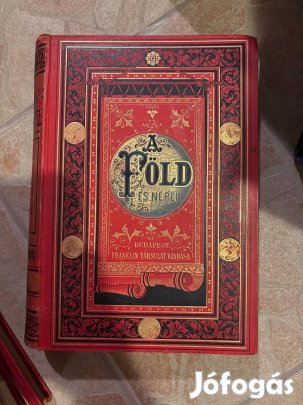 A
FÖLD
ÉS NÉPEI
BUDAPEST,
FRANKLIN TÁRSULAT KIADÁSA
Jófogás